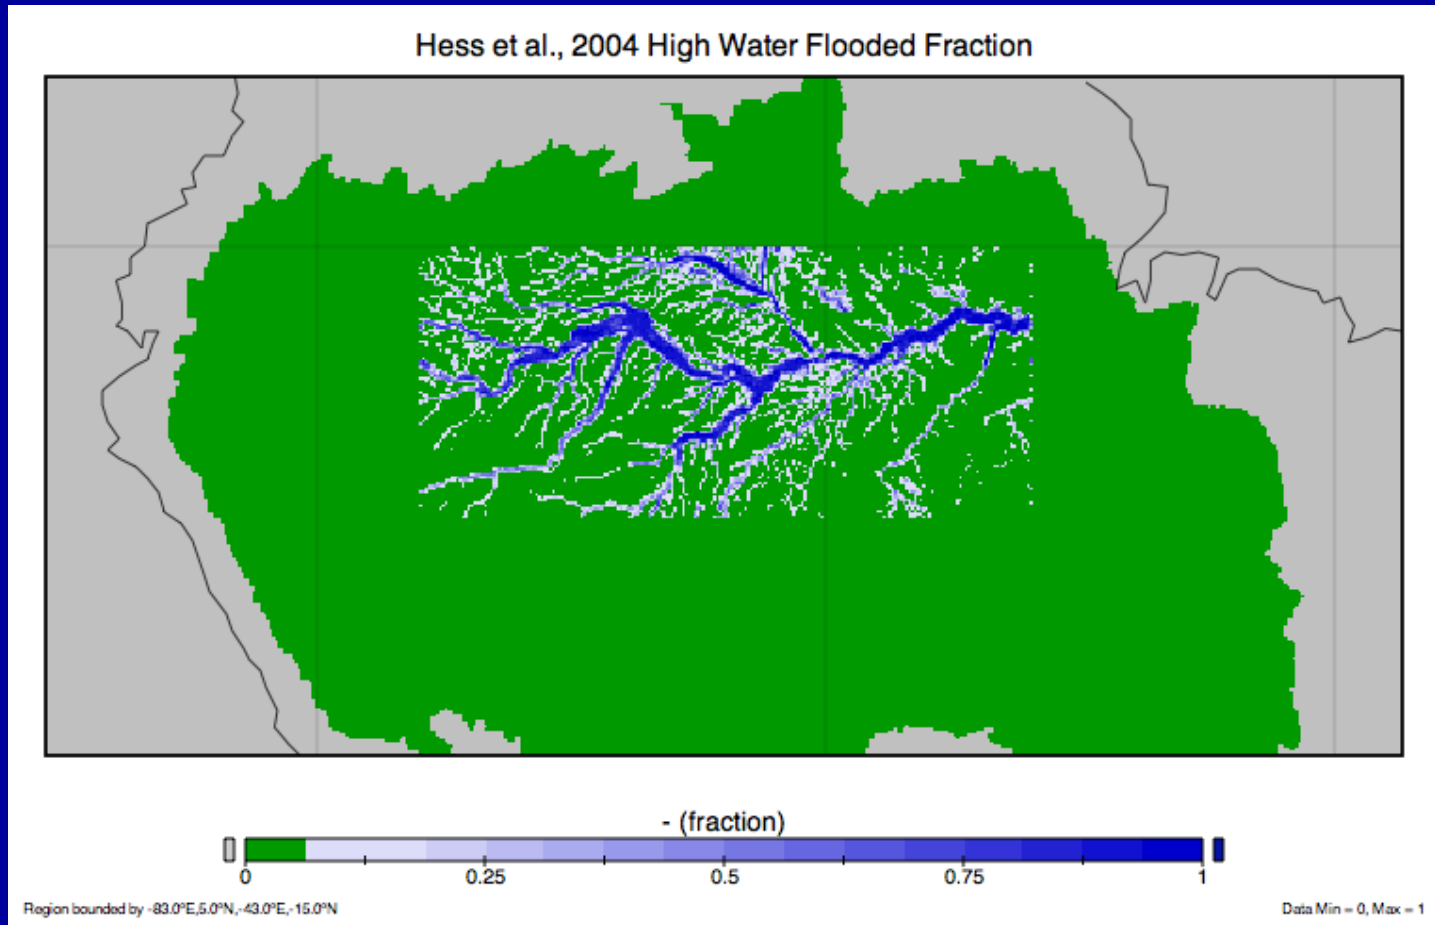 Hess et al., 2004 High Water Flooded Fraction
- (fraction)
0 0.25 0.5 0.75 1
Region bounded by -83.0°E,5.0°N,-43.0°E,-15.0°N
Data Min = 0, Max = 1